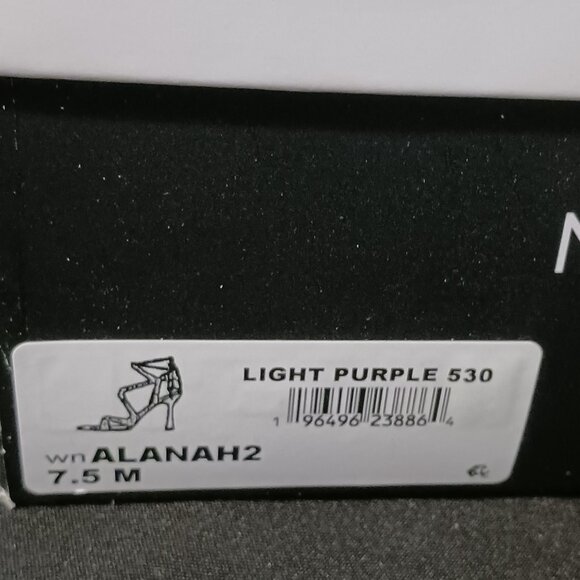 N
LIGHT PURPLE 530
1 96496 23886 4
wn ALANAH2
7.5 M